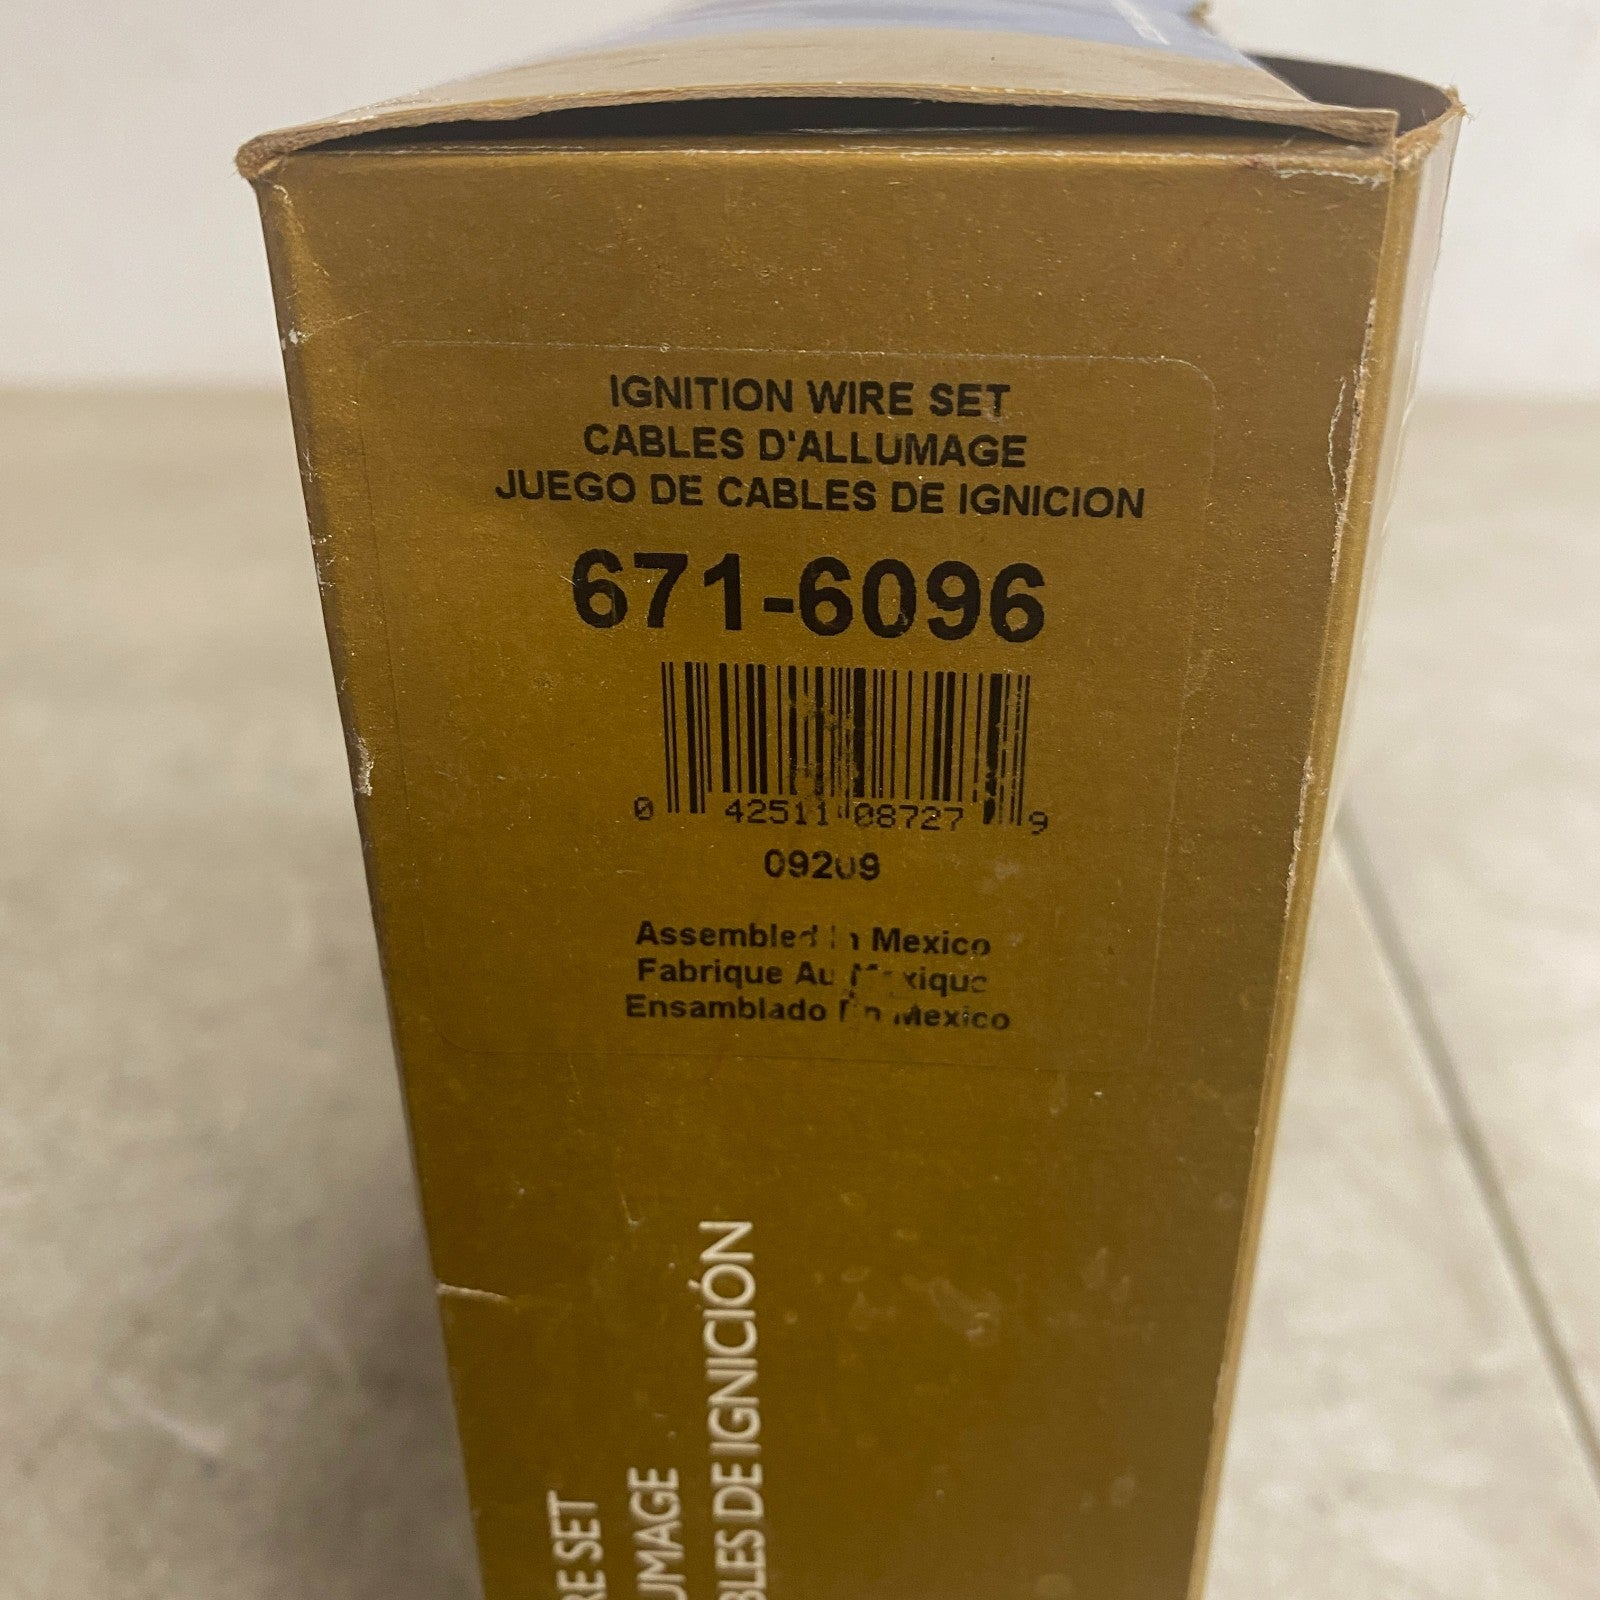 IGNITION WIRE SET
CABLES D'ALLUMAGE
JUEGO DE CABLES DE IGNICION
671-6096
0 42511 08727 9
09209
Assembled In Mexico
Fabrique Au Mexique
Ensamblado En Mexico
RE SET
UMAGE
BLES DE IGNICIÓN